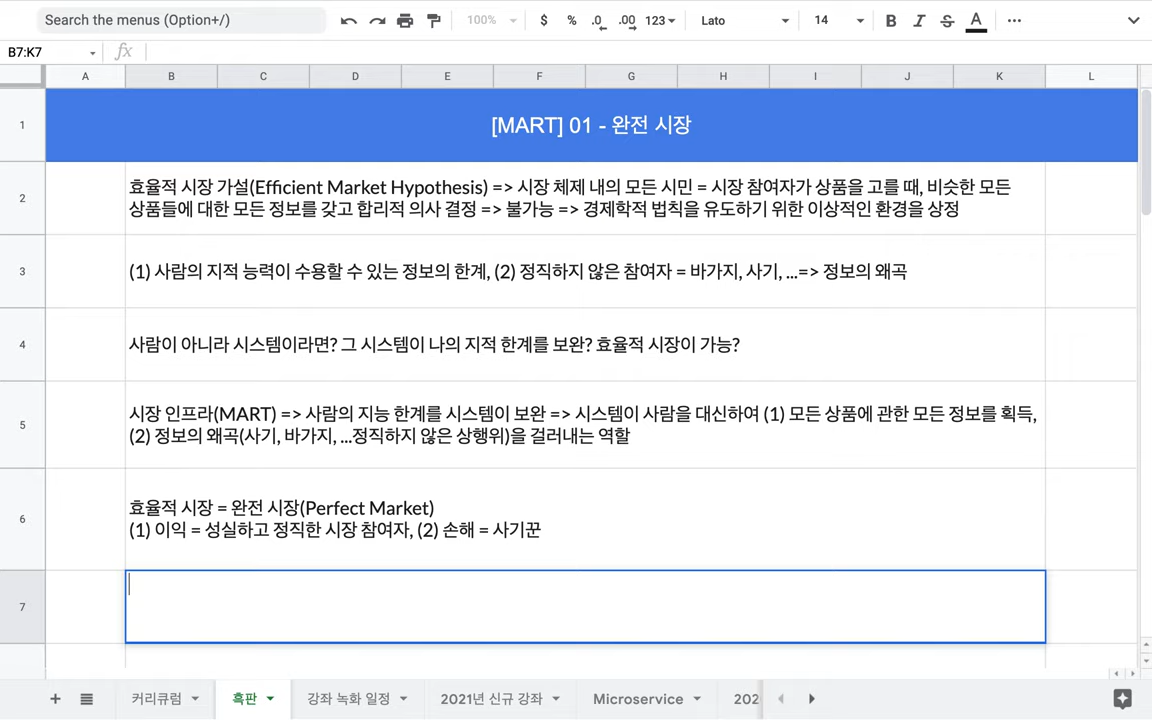 Search the menus (Option+/)
100%
$ % .0 .00 123 Lato 14 B I S A
B7:K7 fx
A B C D E F G H I J K L
1 [MART] 01 - 완전 시장
2 효율적 시장 가설(Efficient Market Hypothesis) => 시장 체제 내의 모든 시민 = 시장 참여자가 상품을 고를 때, 비슷한 모든
상품들에 대한 모든 정보를 갖고 합리적 의사 결정 => 불가능 => 경제학적 법칙을 유도하기 위한 이상적인 환경을 상정
3 (1) 사람의 지적 능력이 수용할 수 있는 정보의 한계, (2) 정직하지 않은 참여자 = 바가지, 사기, ...=> 정보의 왜곡
4 사람이 아니라 시스템이라면? 그 시스템이 나의 지적 한계를 보완? 효율적 시장이 가능?
5 시장 인프라(MART) => 사람의 지능 한계를 시스템이 보완 => 시스템이 사람을 대신하여 (1) 모든 상품에 관한 모든 정보를 획득,
(2) 정보의 왜곡(사기, 바가지, ...정직하지 않은 상행위)을 걸러내는 역할
6 효율적 시장 = 완전 시장(Perfect Market)
(1) 이익 = 성실하고 정직한 시장 참여자, (2) 손해 = 사기꾼
7
커리큐럼 흑판 강좌 녹화 일정 2021년 신규 강좌 Microservice 202